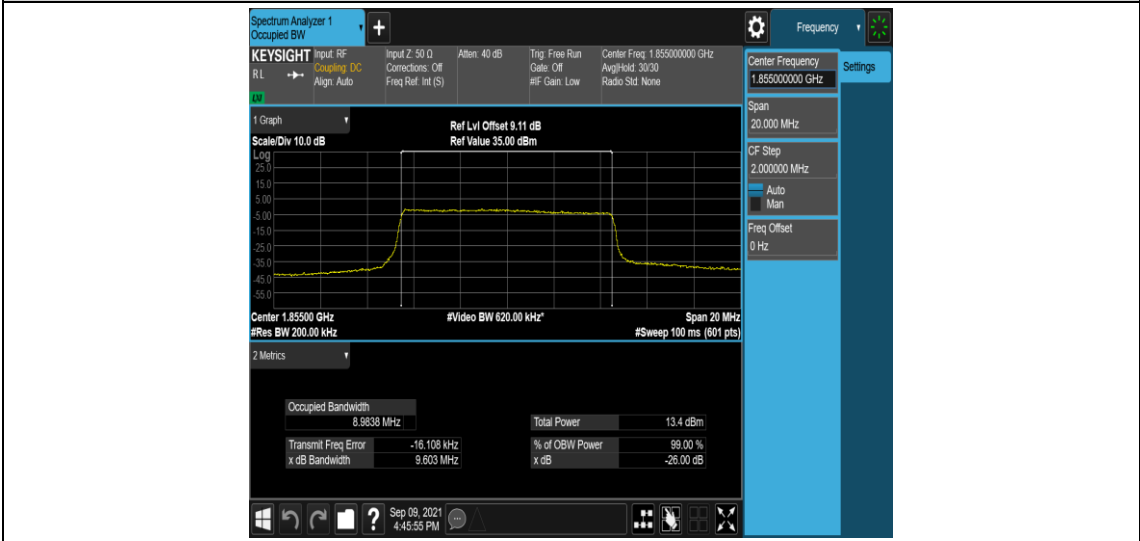 Spectrum Analyzer 1
Occupied BW
+
Frequency
KEYSIGHT
R L
LM
Input: RF
Coupling: DC
Align: Auto
Input Z: 50 Ω
Corrections: Off
Freq Ref: Int (S)
Atten: 40 dB
Trig: Free Run
Gate: Off
#IF Gain: Low
Center Freq: 1.855000000 GHz
Avg|Hold: 30/30
Radio Std: None
Center Frequency
1.855000000 GHz
Settings
Span
20.000 MHz
CF Step
2.000000 MHz
Auto
Man
Freq Offset
0 Hz
1 Graph
Scale/Div 10.0 dB
Ref Lvl Offset 9.11 dB
Ref Value 35.00 dBm
Log
25.0
15.0
5.00
-5.00
-15.0
-25.0
-35.0
-45.0
-55.0
Center 1.85500 GHz
#Video BW 620.00 kHz*
Span 20 MHz
#Res BW 200.00 kHz
#Sweep 100 ms (601 pts)
2 Metrics
Occupied Bandwidth
8.9838 MHz
Total Power 13.4 dBm
Transmit Freq Error -16.108 kHz
% of OBW Power 99.00 %
x dB Bandwidth 9.603 MHz
x dB -26.00 dB
?
Sep 09, 2021
4:45:55 PM